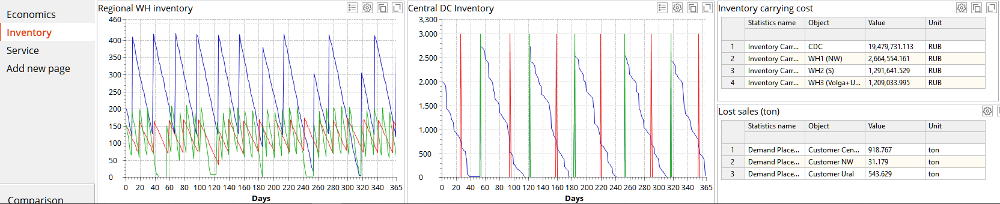 Economics
Inventory
Service
Add new page
Comparison
Regional WH inventory
460
400
350
300
250
200
150
100
50
0
0 20 40 60 80 100 120 140 160 180 200 220 240 260 280 300 320 340 365
Days
Central DC Inventory
3,300
3,000
2,500
2,000
1,500
1,000
500
0
0 20 40 60 80 100 120 140 160 180 200 220 240 260 280 300 320 340 365
Days
Inventory carrying cost
Statistics name Object Value Unit
1 Inventory Carr... CDC 19,479,731.113 RUB
2 Inventory Carr... WH1 (NW) 2,664,554.161 RUB
3 Inventory Carr... WH2 (S) 1,291,641.529 RUB
4 Inventory Carr... WH3 (Volga+U... 1,209,033.995 RUB
Lost sales (ton)
Statistics name Object Value Unit
1 Demand Place... Customer Cen... 918.767 ton
2 Demand Place... Customer NW 31.179 ton
3 Demand Place... Customer Ural 543.629 ton